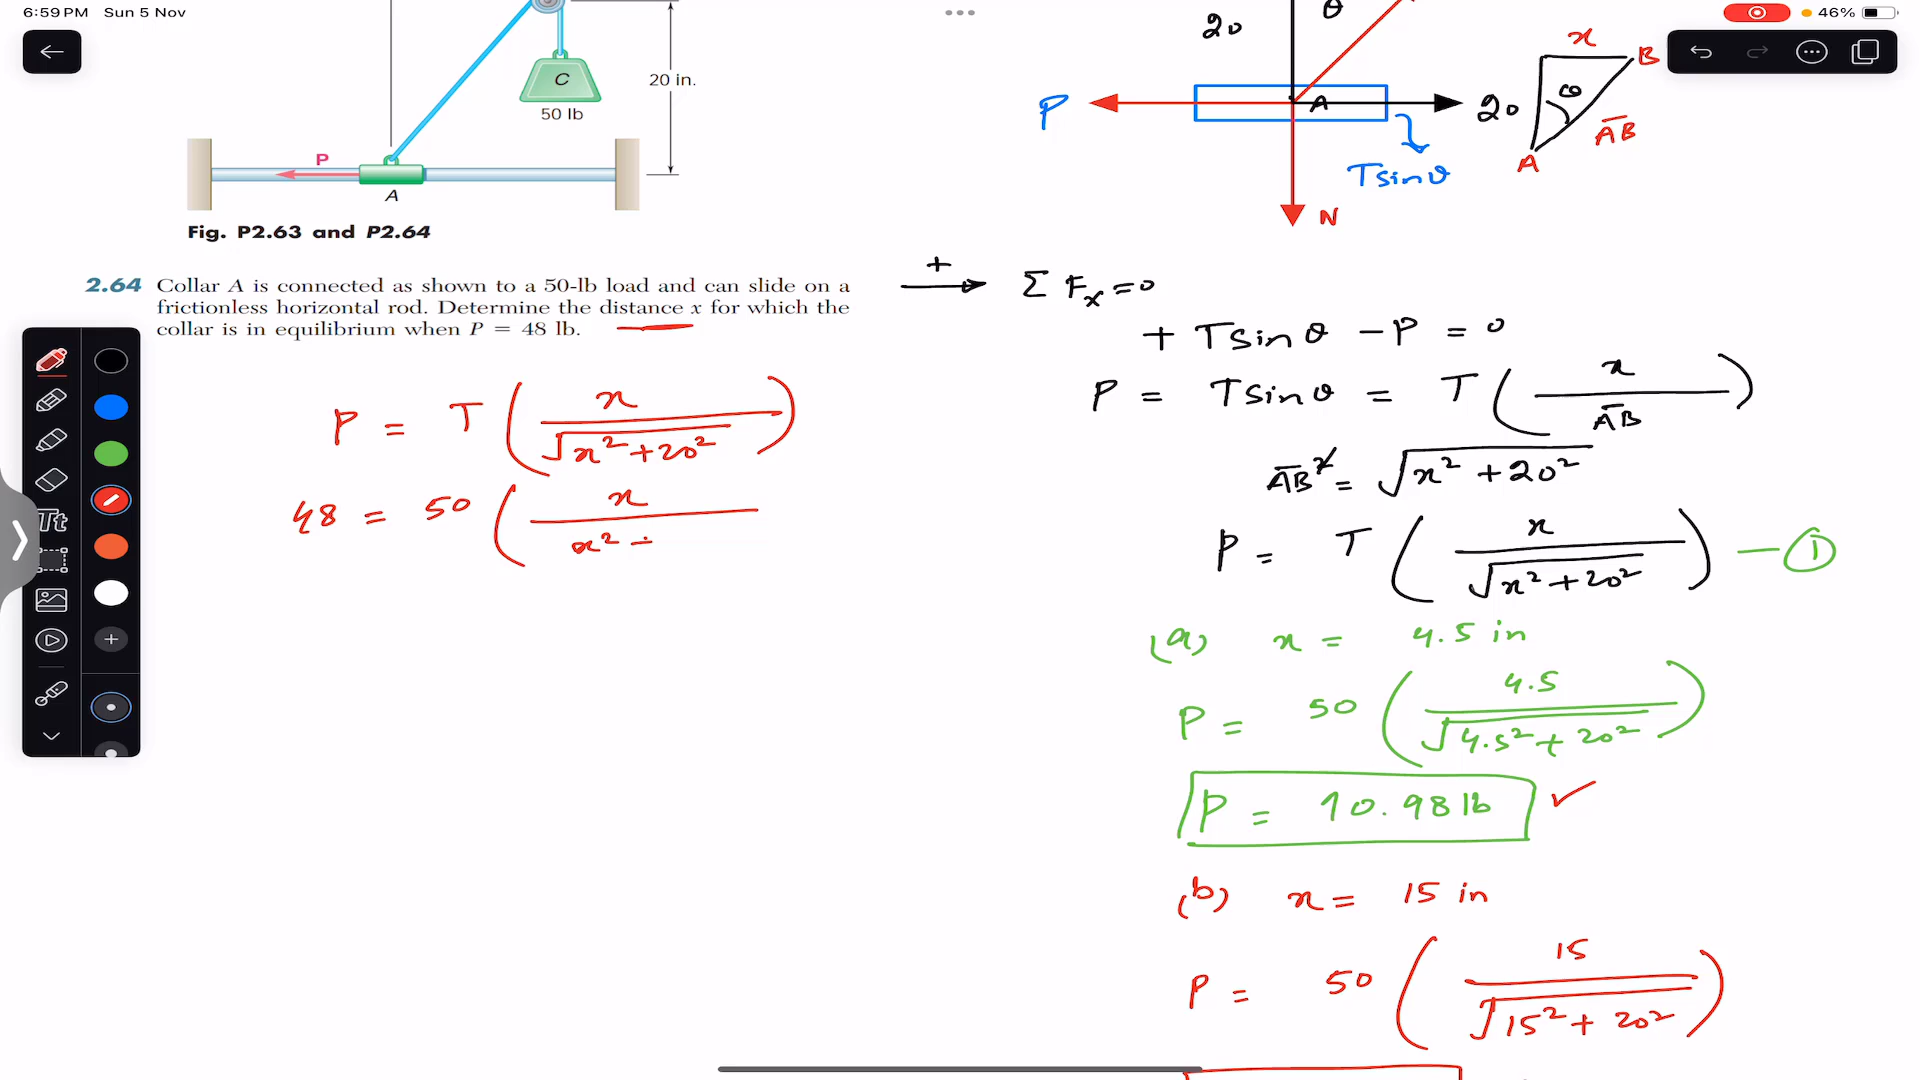 6:59 PM Sun 5 Nov
46%
C
50 lb
20 in.
P
A
Fig. P2.63 and P2.64
2.64 Collar A is connected as shown to a 50-lb load and can slide on a
frictionless horizontal rod. Determine the distance x for which the
collar is in equilibrium when P = 48 lb.
P = T ( x / √x² + 20² )
48 = 50 ( x / x² +
20
θ
P
A
T sin θ
N
x
B
20
θ
AB
A
+ → Σ Fx = 0
+ T sin θ - P = 0
P = T sin θ = T ( x / AB )
AB² = √x² + 20²
P = T ( x / √x² + 20² ) — ①
(a) x = 4.5 in
P = 50 ( 4.5 / √4.5² + 20² )
P = 10.98 lb ✓
(b) x = 15 in
P = 50 ( 15 / √15² + 20² )
Tt